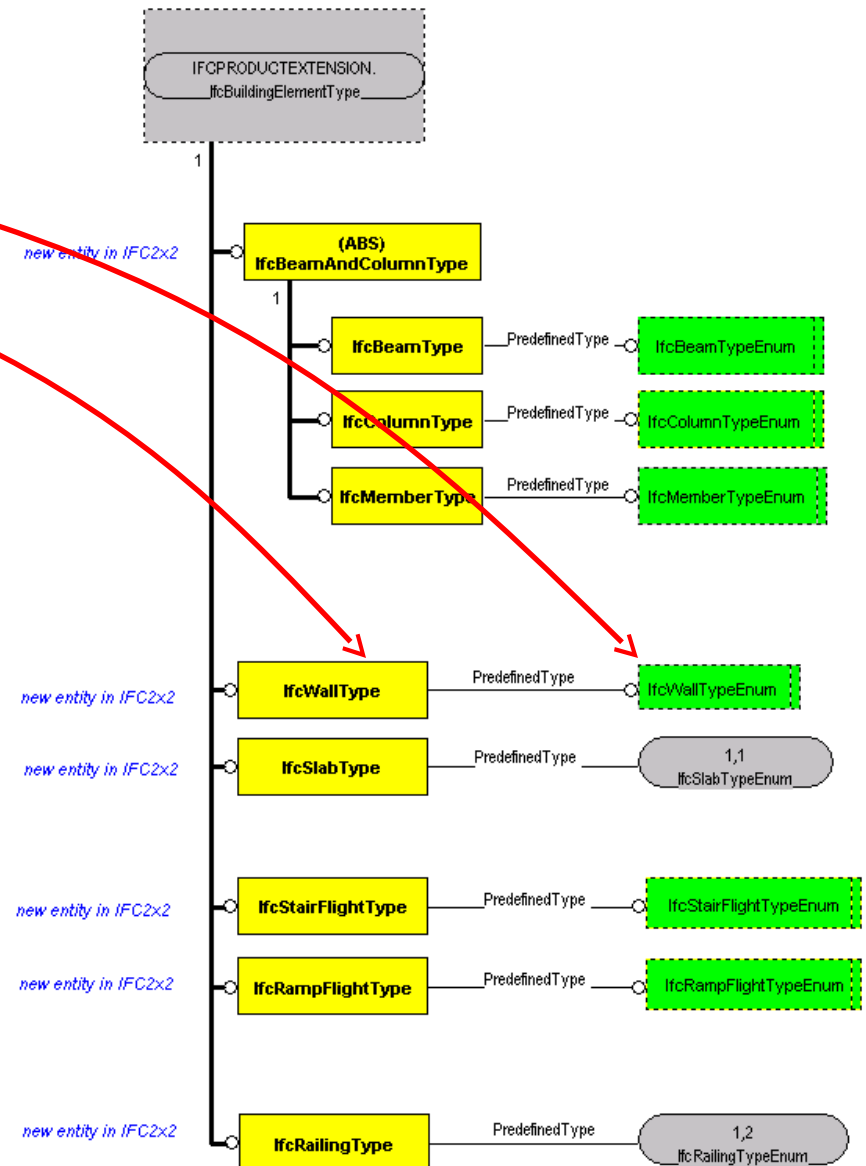 IFCPRODUCTEXTENSION.
IfcBuildingElementType
1
new entity in IFC2x2
(ABS)
IfcBeamAndColumnType
1
IfcBeamType
PredefinedType
IfcBeamTypeEnum
IfcColumnType
PredefinedType
IfcColumnTypeEnum
IfcMemberType
PredefinedType
IfcMemberTypeEnum
new entity in IFC2x2
IfcWallType
PredefinedType
IfcWallTypeEnum
new entity in IFC2x2
IfcSlabType
PredefinedType
1,1
IfcSlabTypeEnum
new entity in IFC2x2
IfcStairFlightType
PredefinedType
IfcStairFlightTypeEnum
new entity in IFC2x2
IfcRampFlightType
PredefinedType
IfcRampFlightTypeEnum
new entity in IFC2x2
IfcRailingType
PredefinedType
1,2
IfcRailingTypeEnum